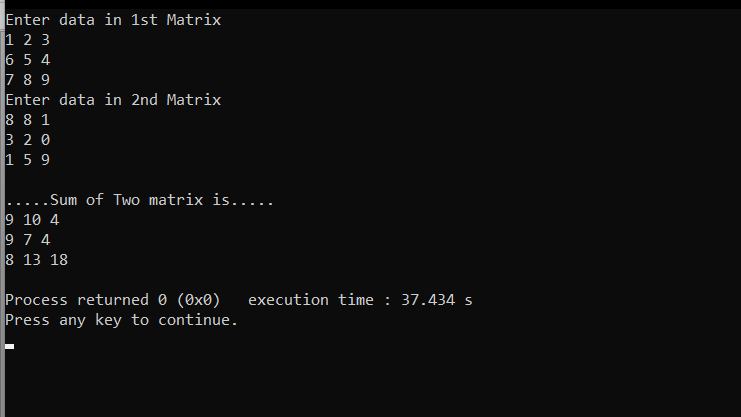 Enter data in 1st Matrix
1 2 3
6 5 4
7 8 9
Enter data in 2nd Matrix
8 8 1
3 2 0
1 5 9
.....Sum of Two matrix is.....
9 10 4
9 7 4
8 13 18
Process returned 0 (0x0)   execution time : 37.434 s
Press any key to continue.